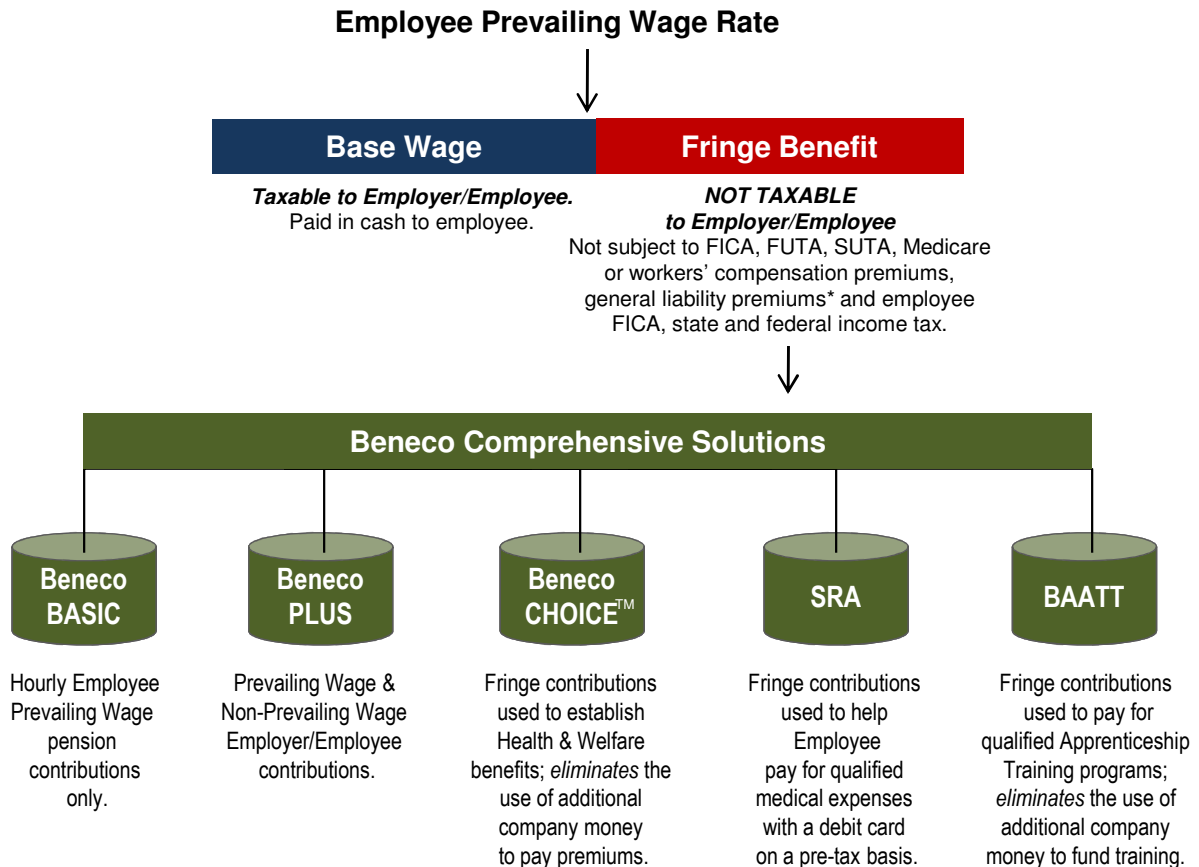 Employee Prevailing Wage Rate
Base Wage
Fringe Benefit
Taxable to Employer/Employee.
Paid in cash to employee.
NOT TAXABLE
to Employer/Employee
Not subject to FICA, FUTA, SUTA, Medicare
or workers’ compensation premiums,
general liability premiums* and employee
FICA, state and federal income tax.
Beneco Comprehensive Solutions
Beneco
BASIC
Beneco
PLUS
Beneco
CHOICE™
SRA
BAATT
Hourly Employee
Prevailing Wage
pension
contributions
only.
Prevailing Wage &
Non-Prevailing Wage
Employer/Employee
contributions.
Fringe contributions
used to establish
Health & Welfare
benefits; eliminates the
use of additional
company money
to pay premiums.
Fringe contributions
used to help
Employee
pay for qualified
medical expenses
with a debit card
on a pre-tax basis.
Fringe contributions
used to pay for
qualified Apprenticeship
Training programs;
eliminates the use of
additional company
money to fund training.